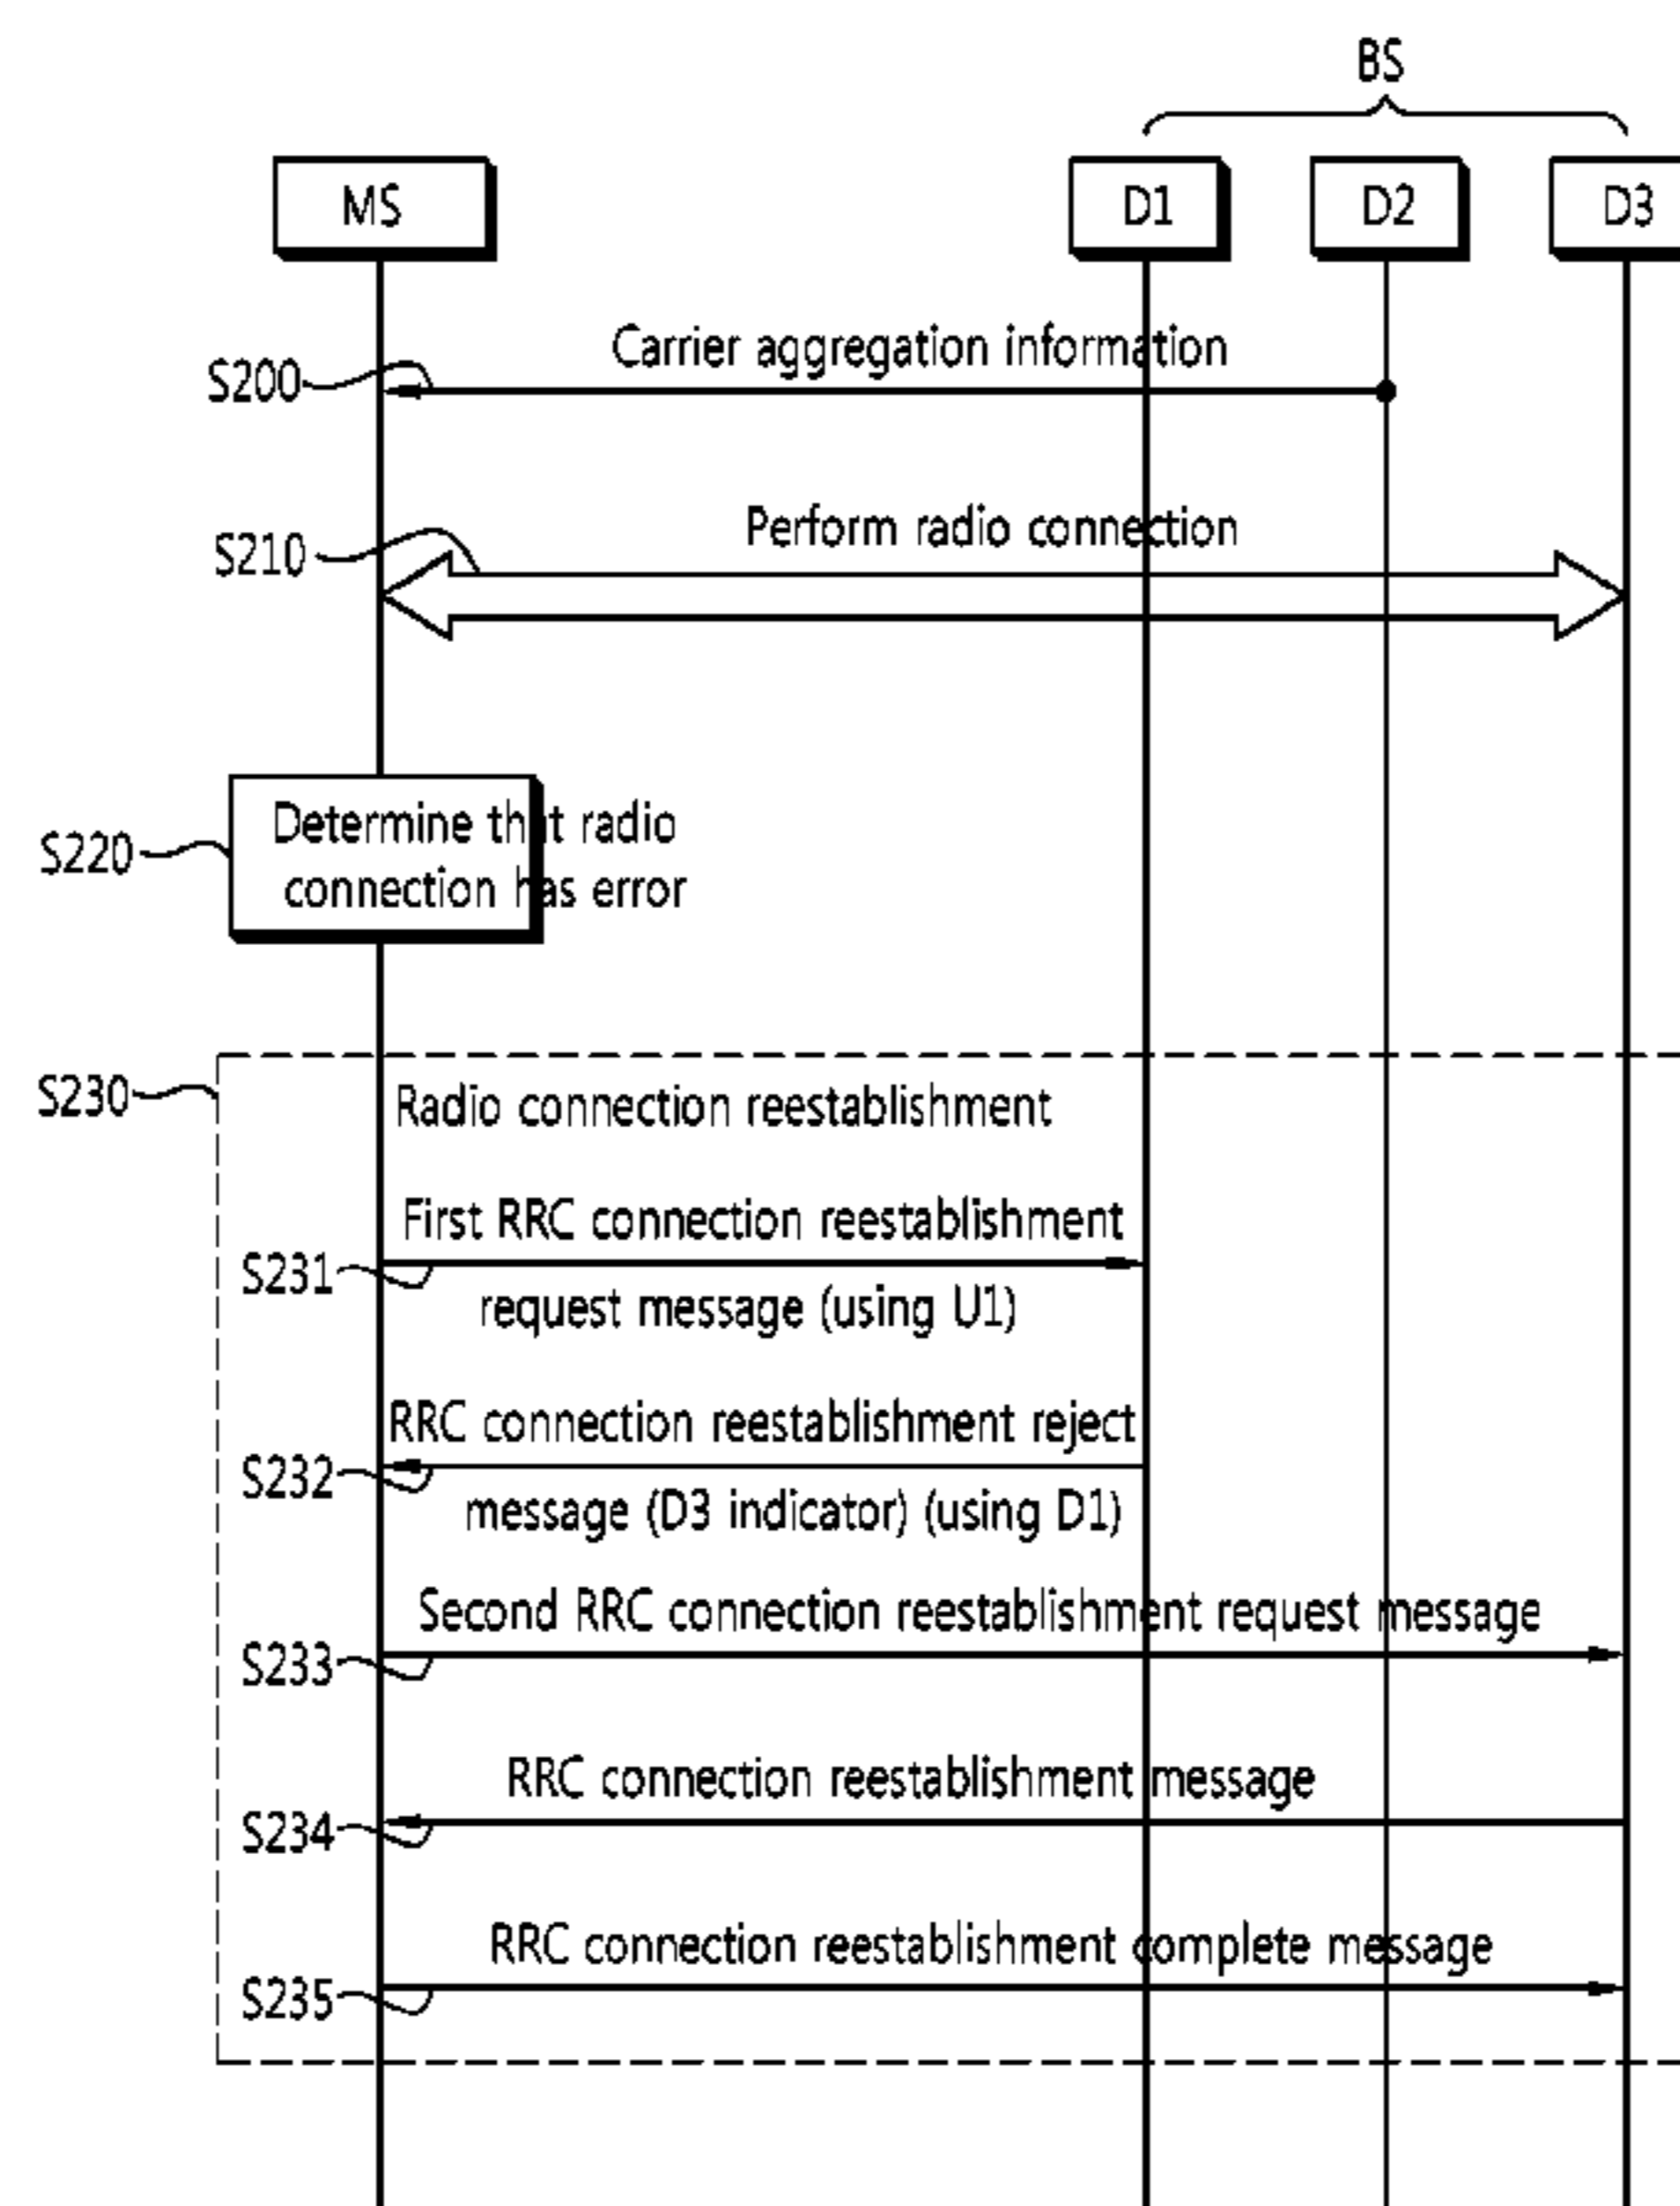 BS
MS
D1
D2
D3
Carrier aggregation information
S200
Perform radio connection
S210
Determine that radio
connection has error
S220
S230
Radio connection reestablishment
First RRC connection reestablishment
S231
request message (using U1)
RRC connection reestablishment reject
S232
message (D3 indicator) (using D1)
Second RRC connection reestablishment request message
S233
RRC connection reestablishment message
S234
RRC connection reestablishment complete message
S235